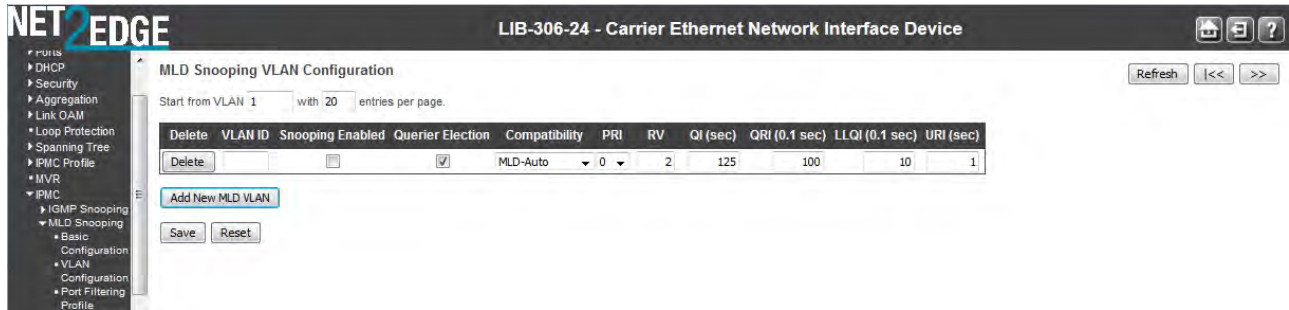 NET2EDGE
LIB-306-24 - Carrier Ethernet Network Interface Device
?
Ports
DHCP
Security
Aggregation
Link OAM
Loop Protection
Spanning Tree
IPMC Profile
MVR
IPMC
IGMP Snooping
MLD Snooping
Basic
Configuration
VLAN
Configuration
Port Filtering
Profile
MLD Snooping VLAN Configuration
Refresh |<< >>
Start from VLAN 1 with 20 entries per page.
Delete VLAN ID Snooping Enabled Querier Election Compatibility PRI RV QI (sec) QRI (0.1 sec) LLQI (0.1 sec) URI (sec)
Delete MLD-Auto 0 2 125 100 10 1
Add New MLD VLAN
Save Reset